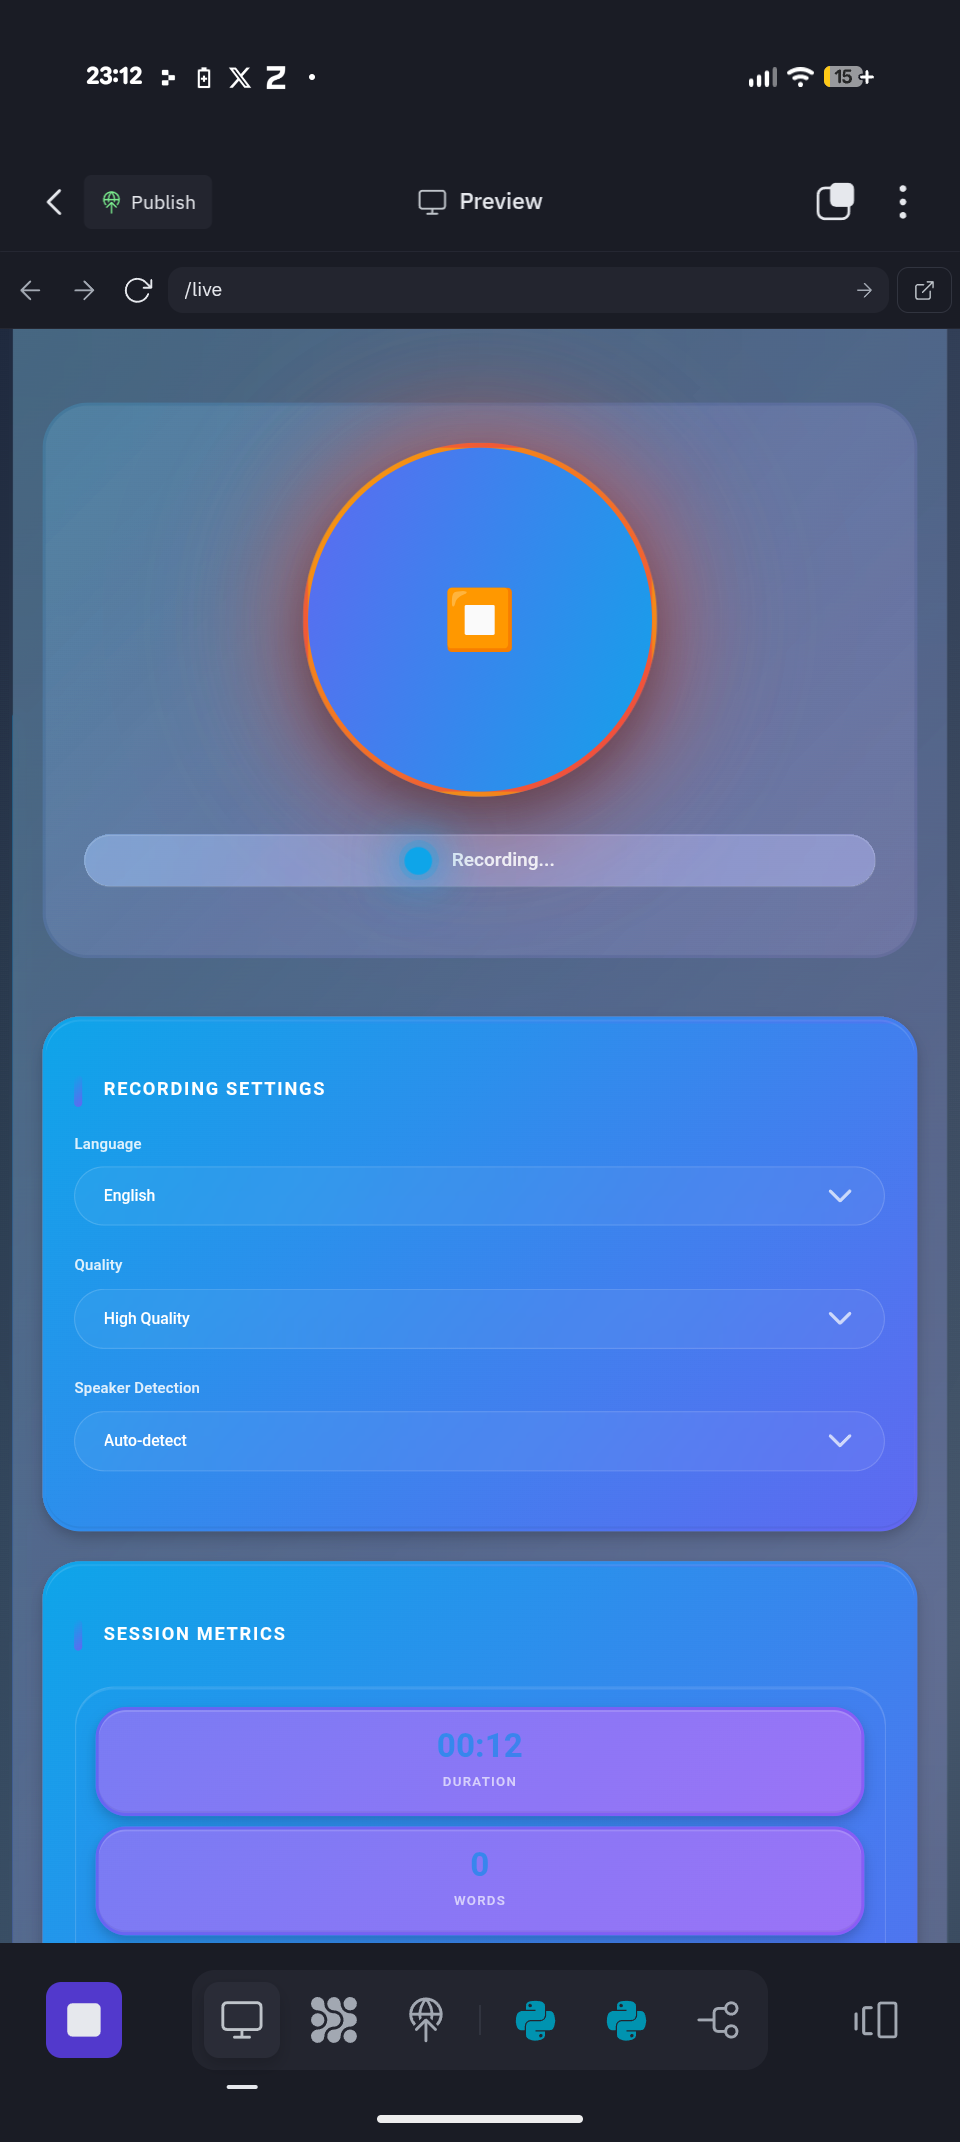 23:12
15
Publish
Preview
/live
Recording...
RECORDING SETTINGS
Language
English
Quality
High Quality
Speaker Detection
Auto-detect
SESSION METRICS
00:12
DURATION
0
WORDS